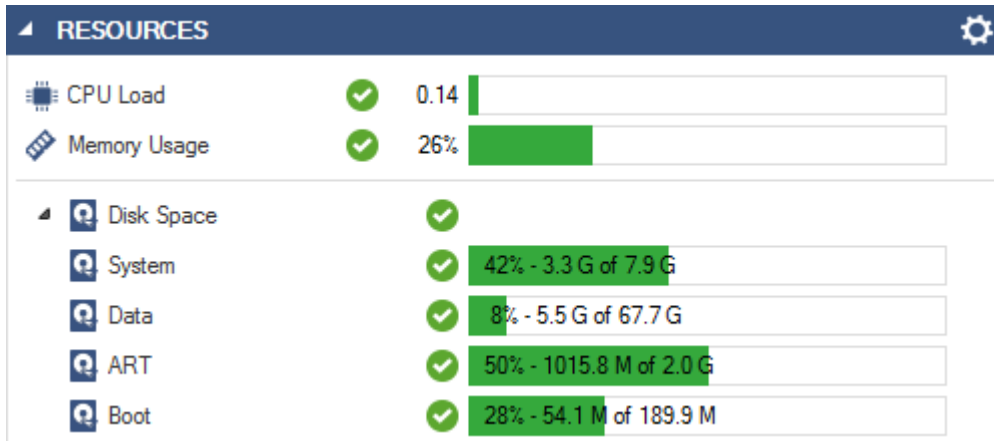 RESOURCES
CPU Load 0.14
Memory Usage 26%
Disk Space
System 42% - 3.3 G of 7.9 G
Data 8% - 5.5 G of 67.7 G
ART 50% - 1015.8 M of 2.0 G
Boot 28% - 54.1 M of 189.9 M